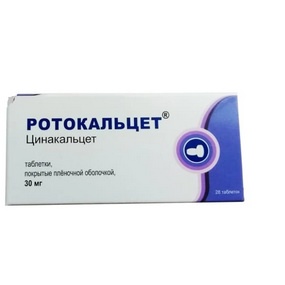 РОТОКАЛЬЦЕТ®
Цинакальцет
таблетки,
покрытые плёночной оболочкой,
30 мг
28 таблеток